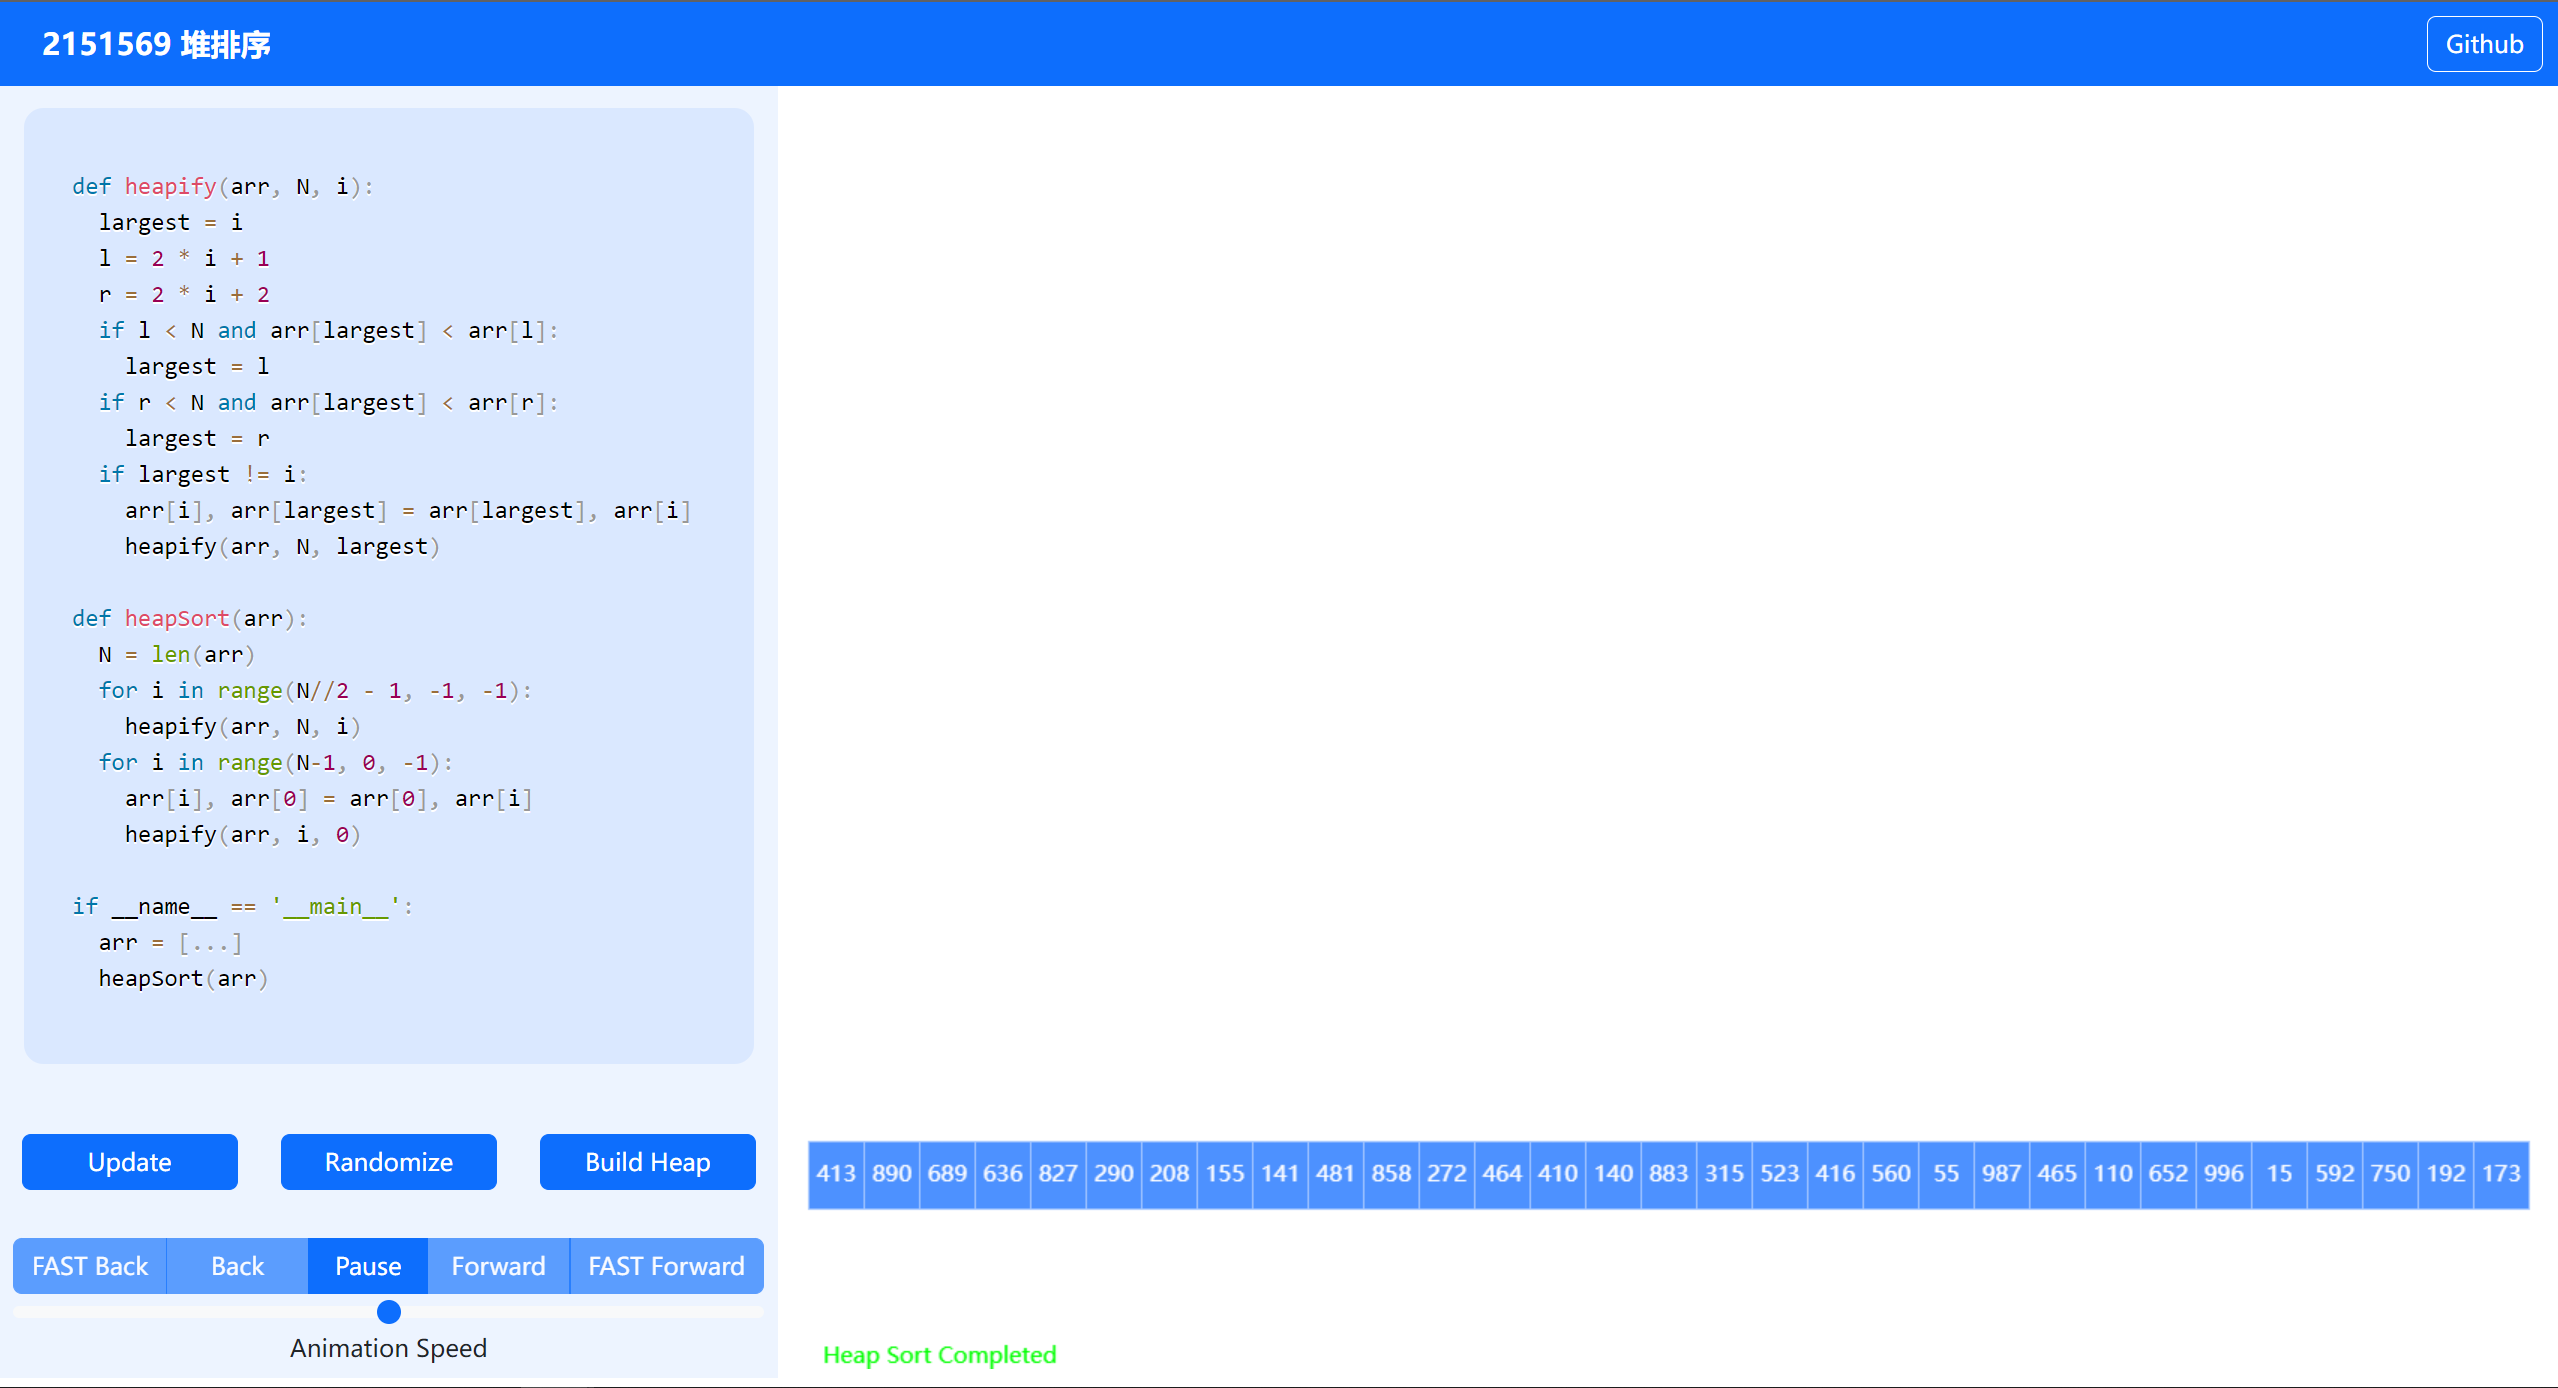 2151569 堆排序
Github
def heapify(arr, N, i):
  largest = i
  l = 2 * i + 1
  r = 2 * i + 2
  if l < N and arr[largest] < arr[l]:
    largest = l
  if r < N and arr[largest] < arr[r]:
    largest = r
  if largest != i:
    arr[i], arr[largest] = arr[largest], arr[i]
    heapify(arr, N, largest)
def heapSort(arr):
  N = len(arr)
  for i in range(N//2 - 1, -1, -1):
    heapify(arr, N, i)
  for i in range(N-1, 0, -1):
    arr[i], arr[0] = arr[0], arr[i]
    heapify(arr, i, 0)
if __name__ == '__main__':
  arr = [...]
  heapSort(arr)
Update Randomize Build Heap
FAST Back Back Pause Forward FAST Forward
Animation Speed
413 890 689 636 827 290 208 155 141 481 858 272 464 410 140 883 315 523 416 560 55 987 465 110 652 996 15 592 750 192 173
Heap Sort Completed